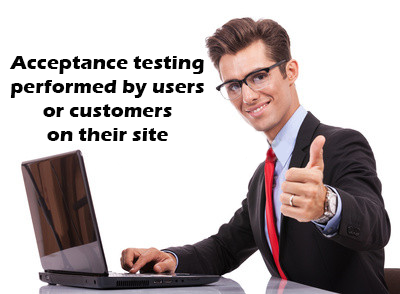 Acceptance testing
performed by users
or customers
on their site